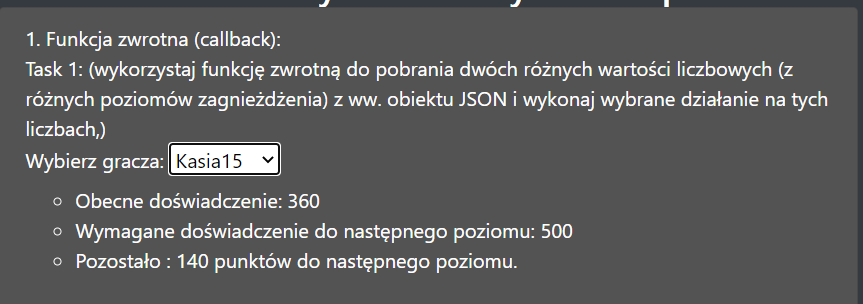 1. Funkcja zwrotna (callback):
Task 1: (wykorzystaj funkcję zwrotną do pobrania dwóch różnych wartości liczbowych (z
różnych poziomów zagnieżdżenia) z ww. obiektu JSON i wykonaj wybrane działanie na tych
liczbach,)
Wybierz gracza: Kasia15
Obecne doświadczenie: 360
Wymagane doświadczenie do następnego poziomu: 500
Pozostało : 140 punktów do następnego poziomu.